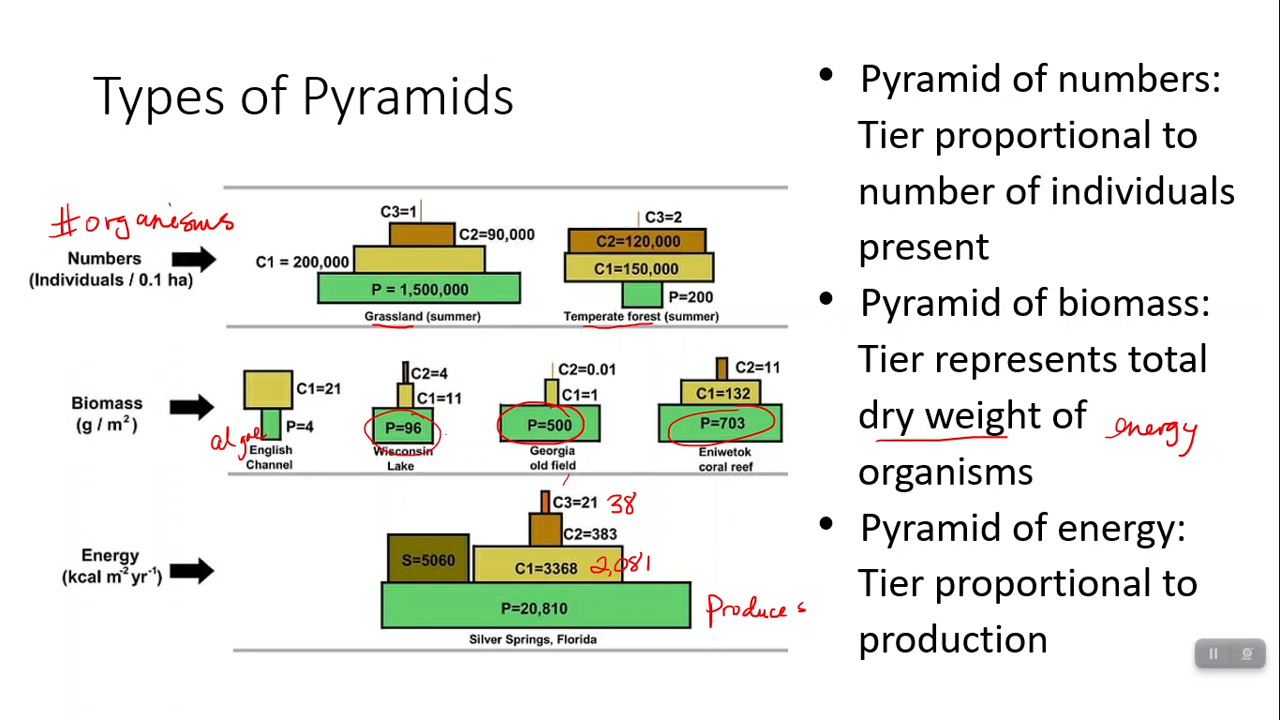 Types of Pyramids
#organisms
Numbers
(Individuals / 0.1 ha)
C3=1
C2=90,000
C1 = 200,000
P = 1,500,000
Grassland (summer)
C3=2
C2=120,000
C1=150,000
P=200
Temperate forest (summer)
Biomass
(g / m²)
C1=21
P=4
algae
English
Channel
C2=4
C1=11
P=96
Wisconsin
Lake
C2=0.01
C1=1
P=500
Georgia
old field
C2=11
C1=132
P=703
Eniwetok
coral reef
Energy
(kcal m⁻²yr⁻¹)
C3=21 38
C2=383
S=5060
C1=3368 2,081
P=20,810
Produces
Silver Springs, Florida
• Pyramid of numbers:
Tier proportional to
number of individuals
present
• Pyramid of biomass:
Tier represents total
dry weight of energy
organisms
• Pyramid of energy:
Tier proportional to
production